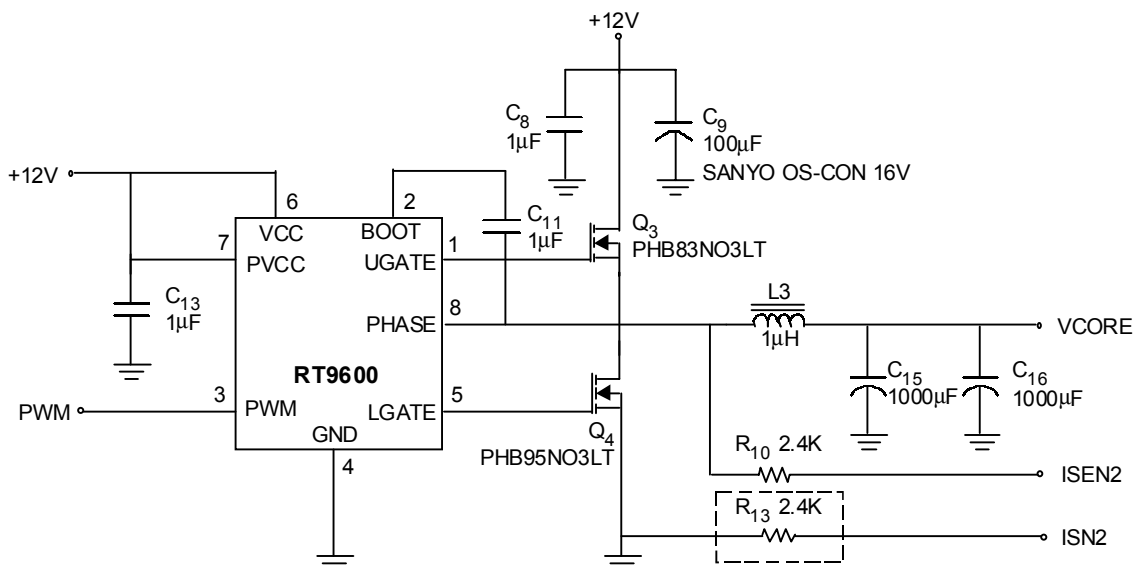 +12V
C8
1μF
C9
100μF
SANYO OS-CON 16V
+12V
6
2
VCC
BOOT
C11
1μF
Q3
PHB83NO3LT
7
PVCC
UGATE
1
C13
1μF
PHASE
8
L3
1μH
VCORE
RT9600
C15
1000μF
C16
1000μF
PWM
3
PWM
LGATE
5
GND
4
Q4
PHB95NO3LT
R10 2.4K
ISEN2
R13 2.4K
ISN2